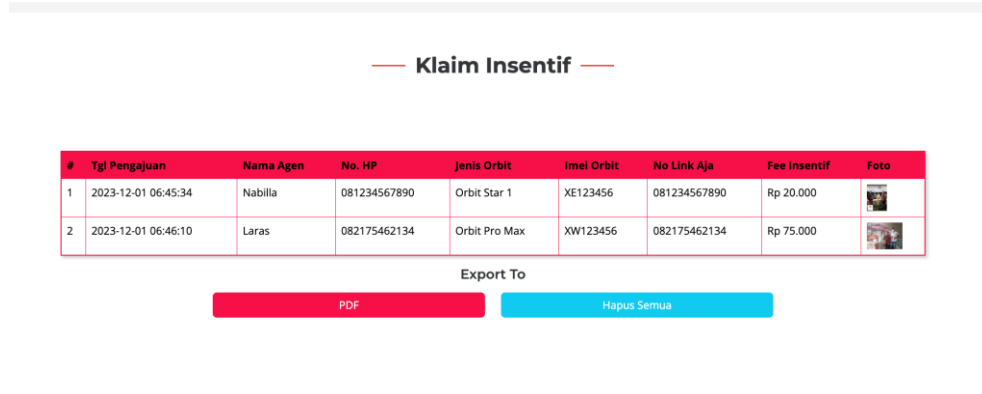 Klaim Insentif
# Tgl Pengajuan Nama Agen No. HP Jenis Orbit Imei Orbit No Link Aja Fee Insentif Foto
1 2023-12-01 06:45:34 Nabilla 081234567890 Orbit Star 1 XE123456 081234567890 Rp 20.000
2 2023-12-01 06:46:10 Laras 082175462134 Orbit Pro Max XW123456 082175462134 Rp 75.000
Export To
PDF Hapus Semua